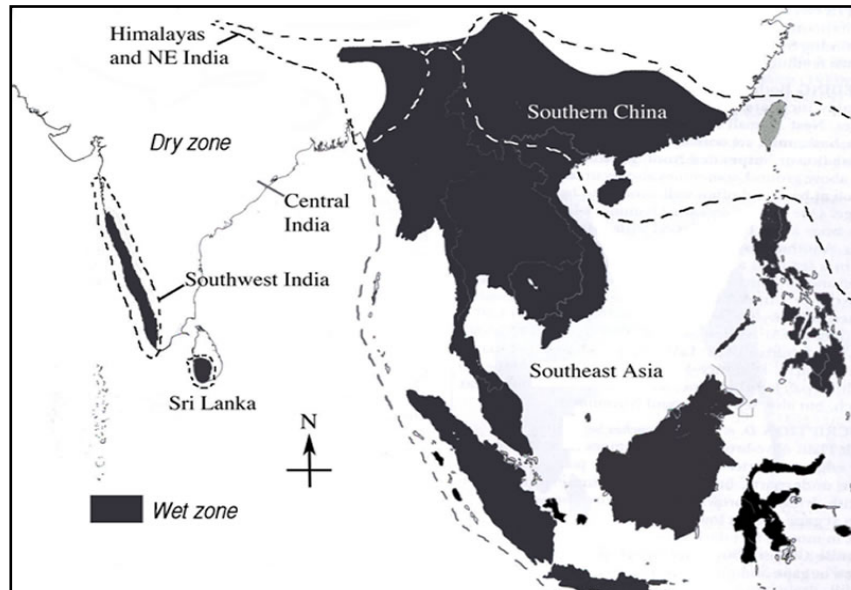 Himalayas
and NE India
Southern China
Dry zone
Central
India
Southwest India
Southeast Asia
Sri Lanka
N
Wet zone